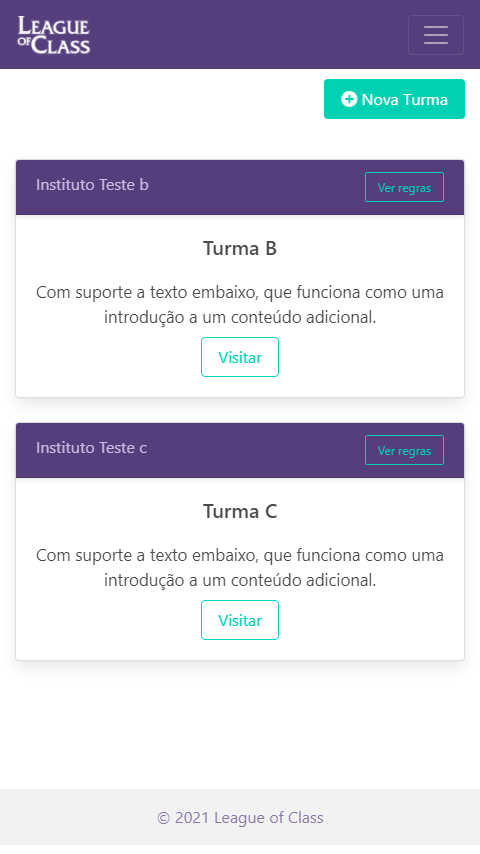 LEAGUE
OF CLASS
Nova Turma
Instituto Teste b
Ver regras
Turma B
Com suporte a texto embaixo, que funciona como uma
introdução a um conteúdo adicional.
Visitar
Instituto Teste c
Ver regras
Turma C
Com suporte a texto embaixo, que funciona como uma
introdução a um conteúdo adicional.
Visitar
© 2021 League of Class